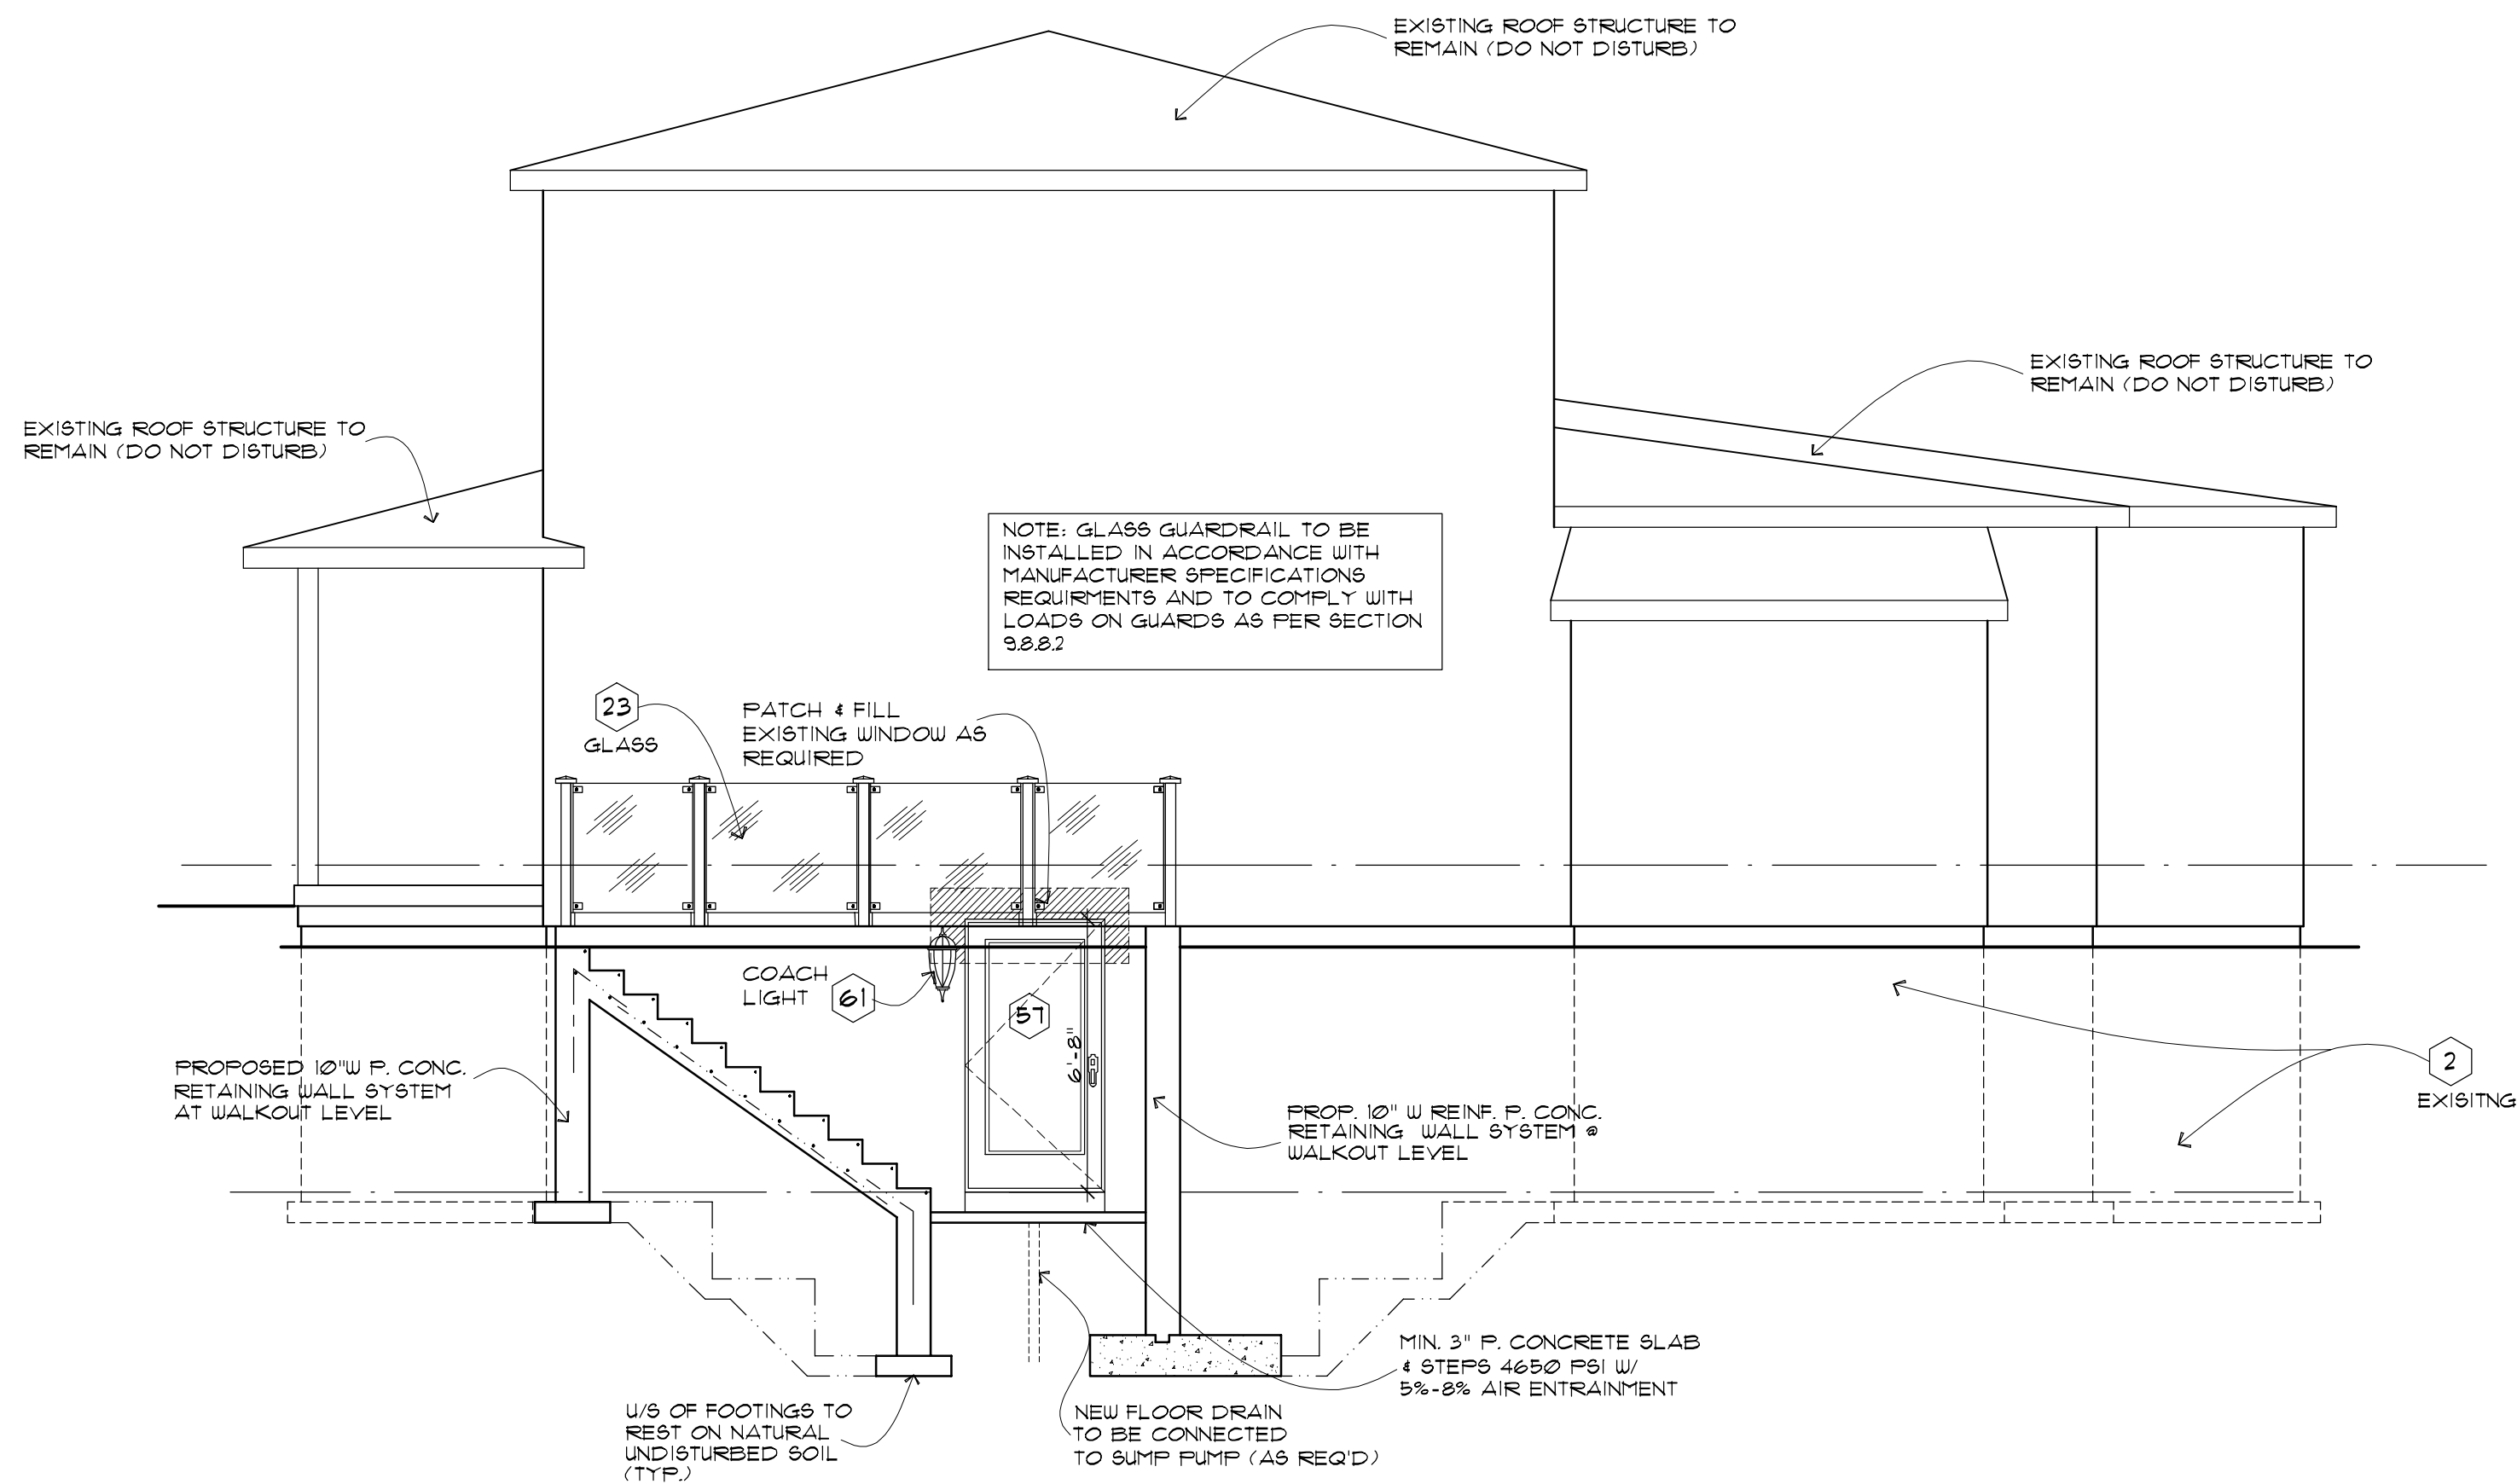 EXISTING ROOF STRUCTURE TO
REMAIN (DO NOT DISTURB)
EXISTING ROOF STRUCTURE TO
REMAIN (DO NOT DISTURB)
EXISTING ROOF STRUCTURE TO
REMAIN (DO NOT DISTURB)
NOTE: GLASS GUARDRAIL TO BE
INSTALLED IN ACCORDANCE WITH
MANUFACTURER SPECIFICATIONS
REQUIRMENTS AND TO COMPLY WITH
LOADS ON GUARDS AS PER SECTION
9.8.8.2
23
GLASS
PATCH & FILL
EXISTING WINDOW AS
REQUIRED
COACH
LIGHT
61
57
6'-8"
PROPOSED 10"W P. CONC.
RETAINING WALL SYSTEM
AT WALKOUT LEVEL
PROP. 10" W REINF. P. CONC.
RETAINING WALL SYSTEM @
WALKOUT LEVEL
2
EXISITNG
MIN. 3" P. CONCRETE SLAB
& STEPS 4650 PSI W/
5%-8% AIR ENTRAINMENT
U/S OF FOOTINGS TO
REST ON NATURAL
UNDISTURBED SOIL
(TYP.)
NEW FLOOR DRAIN
TO BE CONNECTED
TO SUMP PUMP (AS REQ'D)